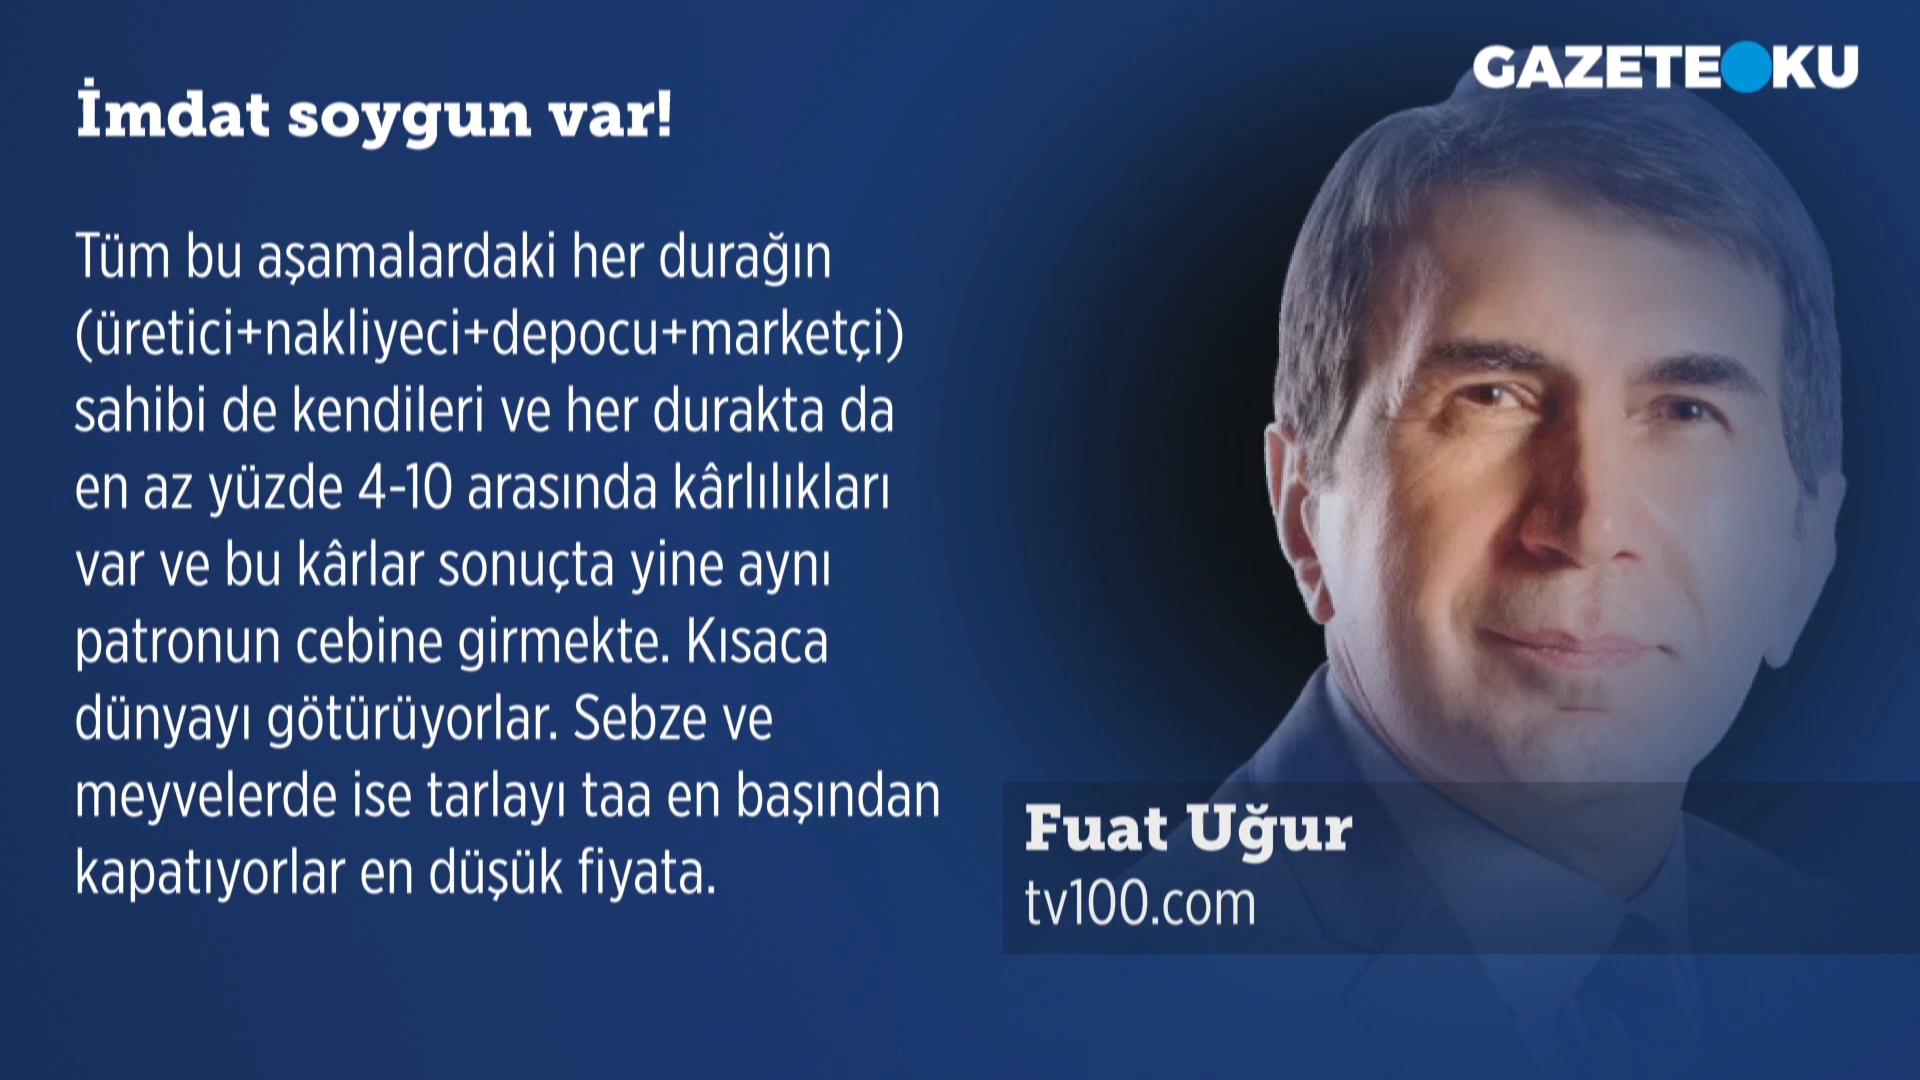 GAZETEOKU
İmdat soygun var!
Tüm bu aşamalardaki her durağın
(üretici+nakliyeci+depocu+marketçi)
sahibi de kendileri ve her durakta da
en az yüzde 4-10 arasında kârlılıkları
var ve bu kârlar sonuçta yine aynı
patronun cebine girmekte. Kısaca
dünyayı götürüyorlar. Sebze ve
meyvelerde ise tarlayı taa en başından
kapatıyorlar en düşük fiyata.
Fuat Uğur
tv100.com